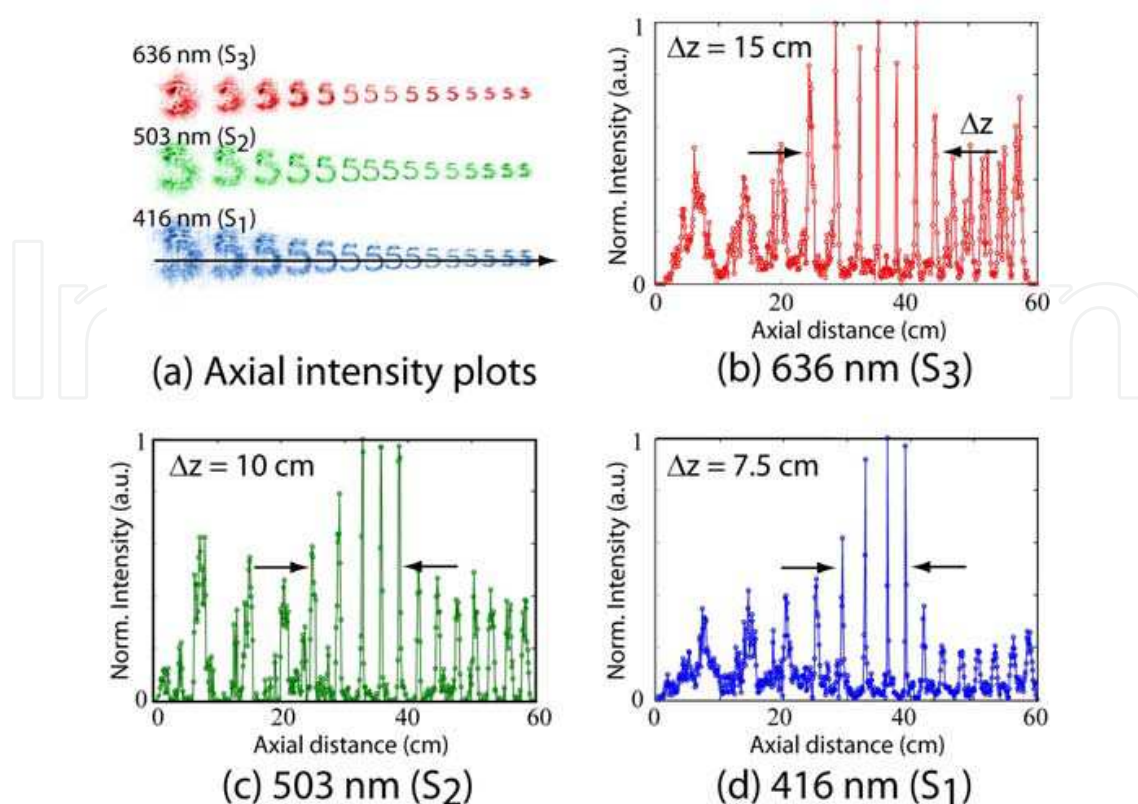 636 nm (S3)
503 nm (S2)
416 nm (S1)
(a) Axial intensity plots
Δz = 15 cm
Δz
1
0
Norm. Intensity (a.u.)
0 20 40 60
Axial distance (cm)
(b) 636 nm (S3)
Δz = 10 cm
1
0
Norm. Intensity (a.u.)
0 20 40 60
Axial distance (cm)
(c) 503 nm (S2)
Δz = 7.5 cm
1
0
Norm. Intensity (a.u.)
0 20 40 60
Axial distance (cm)
(d) 416 nm (S1)